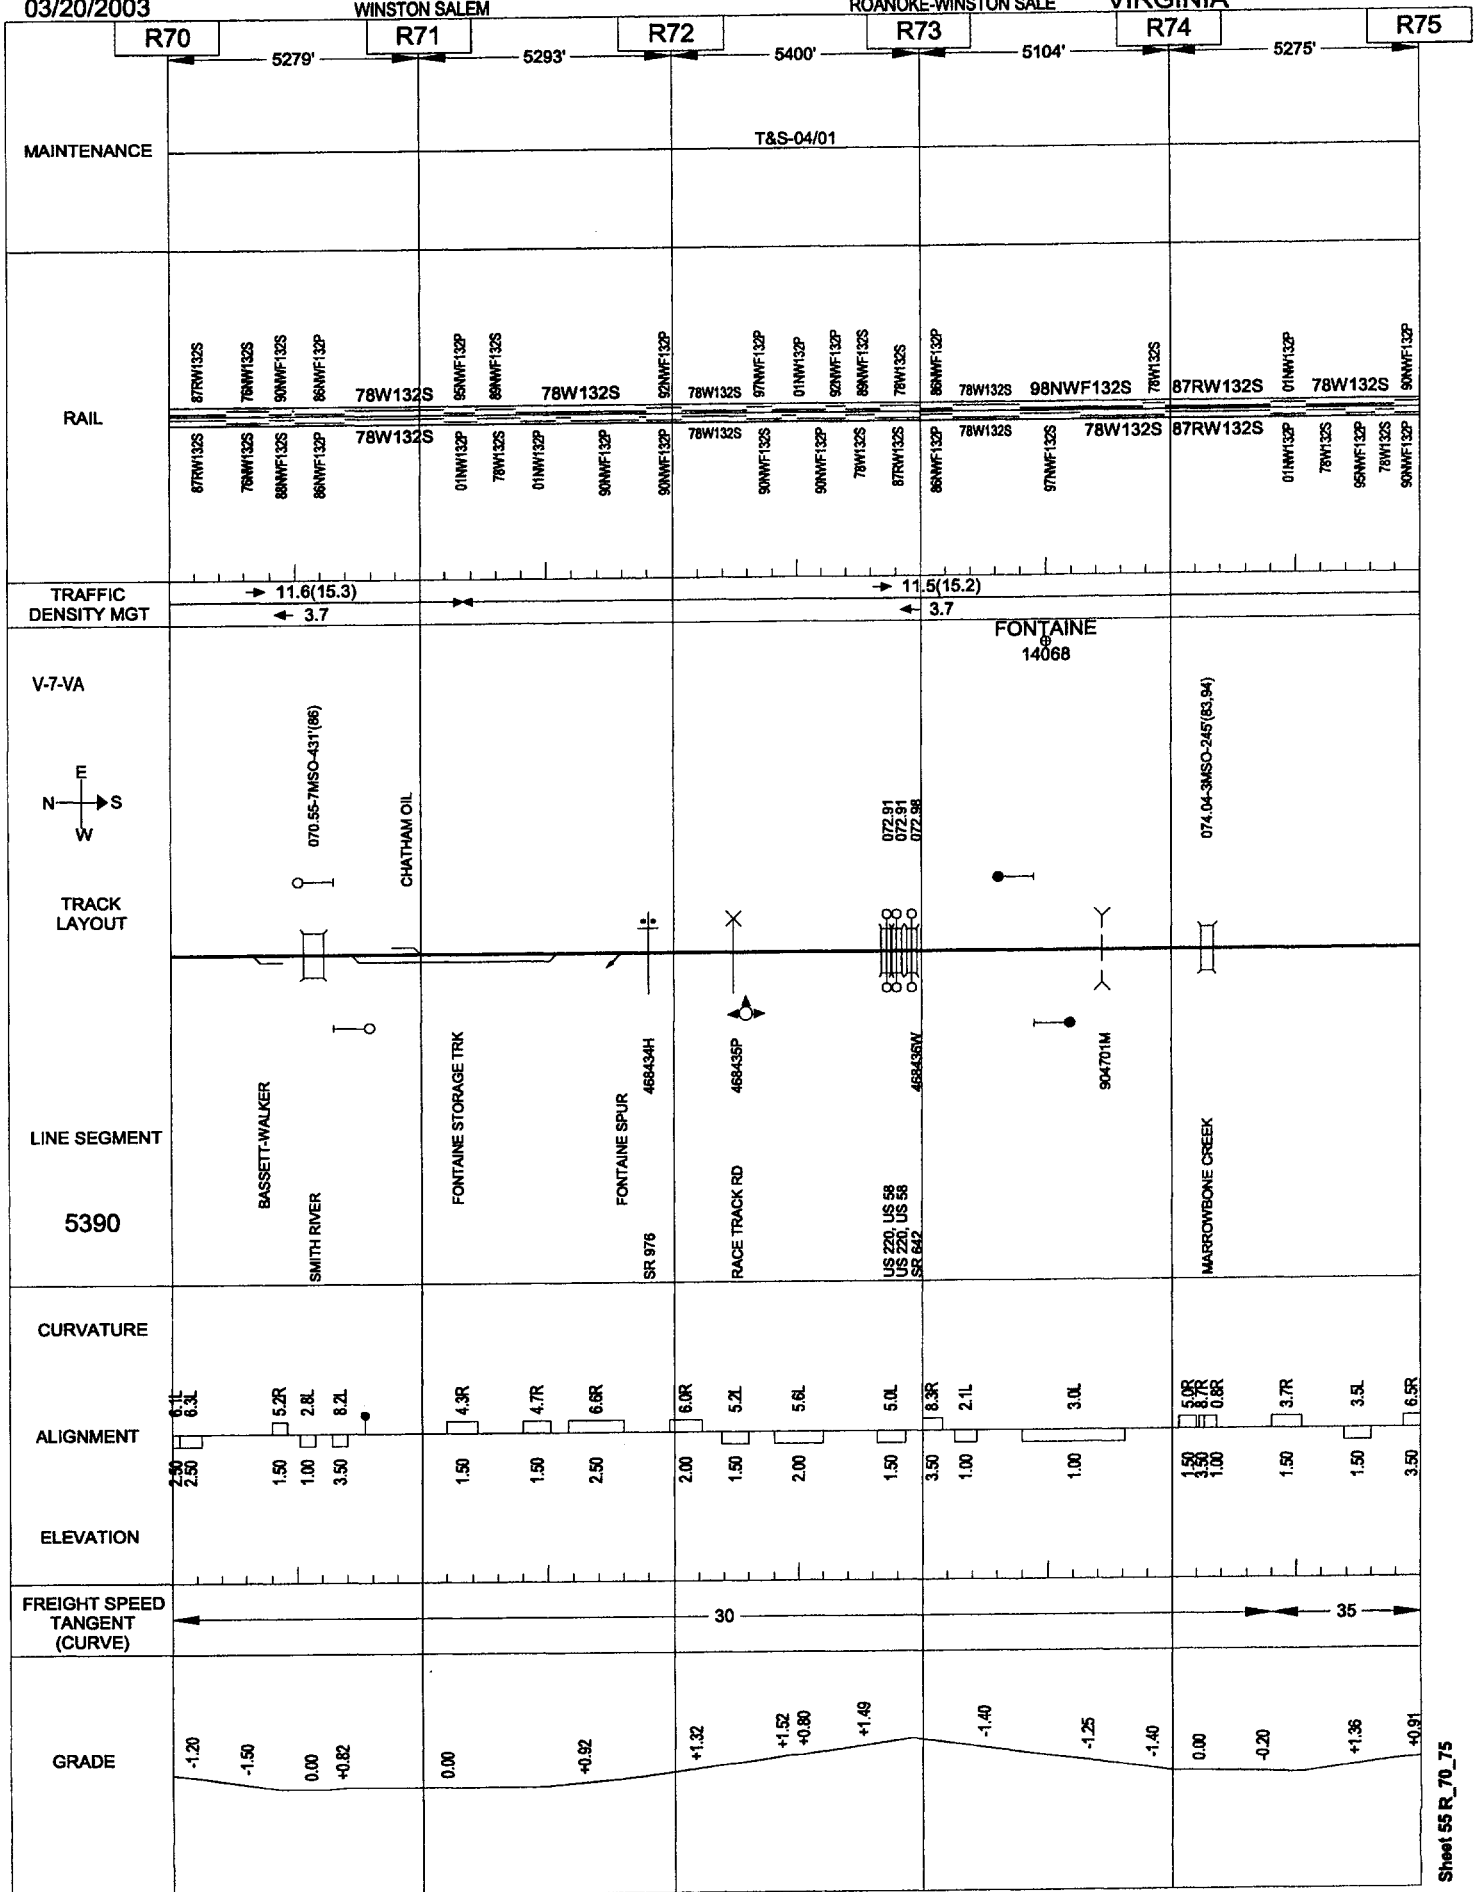 03/20/2003
WINSTON SALEM
ROANOKE-WINSTON SALE
VIRGINIA
R70
R71
R72
R73
R74
R75
5279'
5293'
5400'
5104'
5275'
MAINTENANCE
T&S-04/01
RAIL
87RW132S
76NW132S
90NWF132S
86NWF132P
78W132S
95NWF132P
89NWF132S
78W132S
92NWF132P
78W132S
97NWF132P
01NW132P
92NWF132P
89NWF132S
78W132S
86NWF132P
78W132S
98NWF132S
78W132S
87RW132S
01NW132P
78W132S
90NWF132P
87RW132S
76NW132S
88NWF132S
86NWF132P
78W132S
01NW132P
78W132S
01NW132P
90NWF132P
90NWF132P
78W132S
90NWF132S
90NWF132P
78W132S
87RW132S
86NWF132P
78W132S
97NWF132S
78W132S
87RW132S
01NW132P
78W132S
95NWF132P
78W132S
90NWF132P
TRAFFIC
DENSITY MGT
11.6(15.3)
3.7
11.5(15.2)
3.7
FONTAINE
14068
V-7-VA
E
N
S
W
070.55-7MSO-431'(86)
CHATHAM OIL
072.91
072.91
072.98
074.04-3MSO-245'(83,94)
TRACK
LAYOUT
468434H
468435P
468436W
904701M
LINE SEGMENT
5390
BASSETT-WALKER
SMITH RIVER
FONTAINE STORAGE TRK
FONTAINE SPUR
SR 976
RACE TRACK RD
US 220, US 58
US 220, US 58
SR 642
MARROWBONE CREEK
CURVATURE
6.1L
6.3L
5.2R
2.8L
8.2L
4.3R
4.7R
6.6R
6.0R
5.2L
5.6L
5.0L
8.3R
2.1L
3.0L
5.0R
8.7R
0.8R
3.7R
3.5L
6.5R
ALIGNMENT
2.50
2.50
1.50
1.00
3.50
1.50
1.50
2.50
2.00
1.50
2.00
1.50
3.50
1.00
1.00
1.50
3.50
1.00
1.50
1.50
3.50
ELEVATION
FREIGHT SPEED
TANGENT
(CURVE)
30
35
GRADE
-1.20
-1.50
0.00
+0.82
0.00
+0.92
+1.32
+1.52
+0.80
+1.49
-1.40
-1.25
-1.40
0.00
-0.20
+1.36
+0.91
Sheet 55 R_70_75